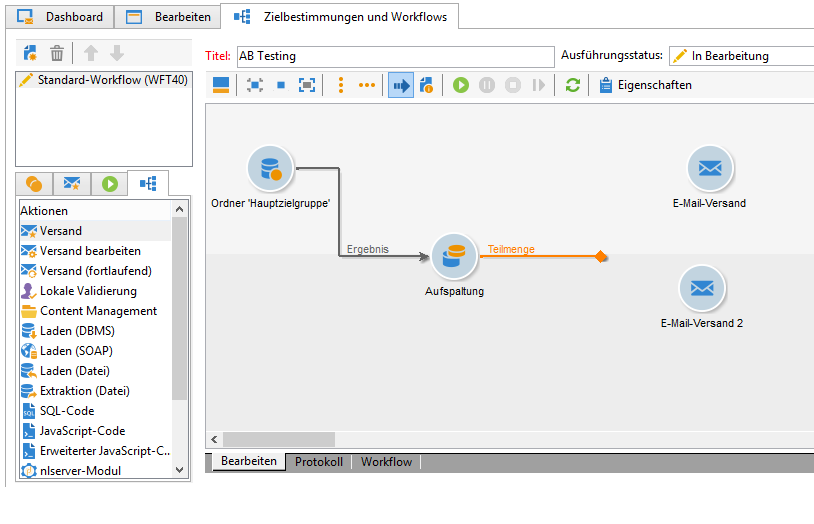 Dashboard
Bearbeiten
Zielbestimmungen und Workflows
Titel:
AB Testing
Ausführungsstatus:
In Bearbeitung
Standard-Workflow (WFT40)
Eigenschaften
Aktionen
Versand
Versand bearbeiten
Versand (fortlaufend)
Lokale Validierung
Content Management
Laden (DBMS)
Laden (SOAP)
Laden (Datei)
Extraktion (Datei)
SQL-Code
JavaScript-Code
Erweiterter JavaScript-C...
nlserver-Modul
Ordner 'Hauptzielgruppe'
Ergebnis
Aufspaltung
Teilmenge
E-Mail-Versand
E-Mail-Versand 2
Bearbeiten
Protokoll
Workflow